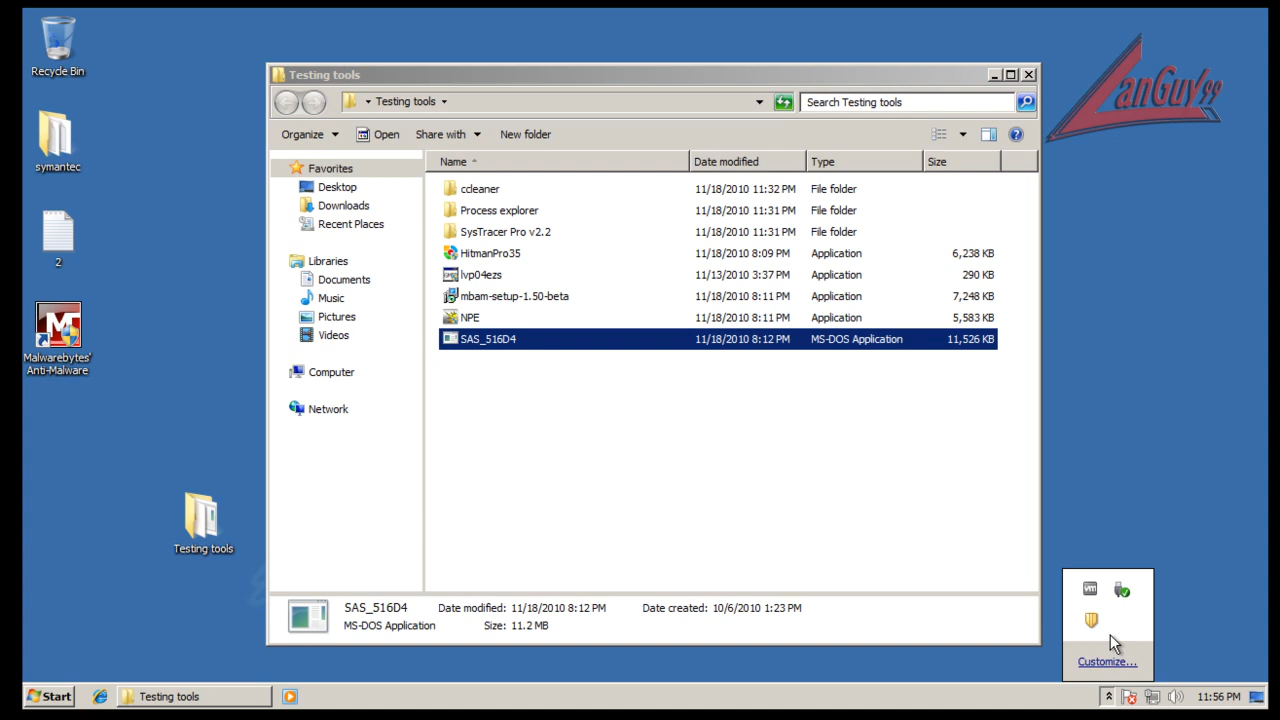 Recycle Bin
symantec
2
Malwarebytes'
Anti-Malware
Testing tools
LanGuy99
Testing tools
Testing tools
Search Testing tools
Organize
Open
Share with
New folder
Favorites
Desktop
Downloads
Recent Places
Libraries
Documents
Music
Pictures
Videos
Computer
Network
Name Date modified Type Size
ccleaner 11/18/2010 11:32 PM File folder
Process explorer 11/18/2010 11:31 PM File folder
SysTracer Pro v2.2 11/18/2010 11:31 PM File folder
HitmanPro35 11/18/2010 8:09 PM Application 6,238 KB
lvp04ezs 11/13/2010 3:37 PM Application 290 KB
mbam-setup-1.50-beta 11/18/2010 8:11 PM Application 7,248 KB
NPE 11/18/2010 8:11 PM Application 5,583 KB
SAS_516D4 11/18/2010 8:12 PM MS-DOS Application 11,526 KB
SAS_516D4 Date modified: 11/18/2010 8:12 PM Date created: 10/6/2010 1:23 PM
MS-DOS Application Size: 11.2 MB
vm
Customize...
Start
Testing tools
11:56 PM